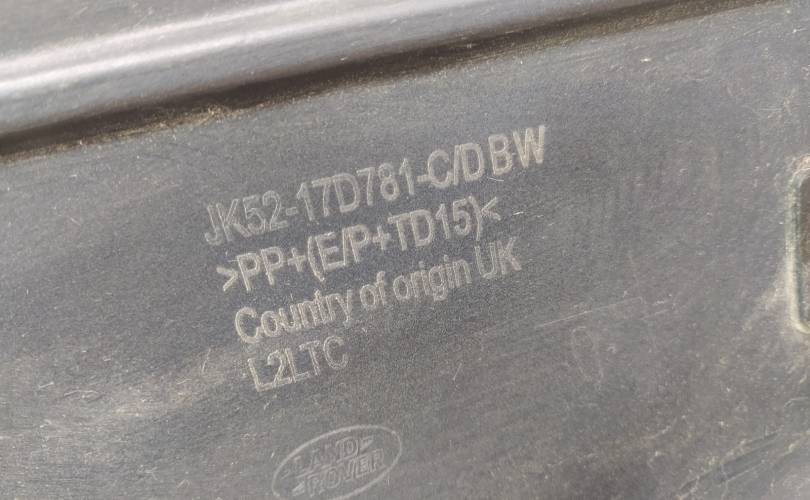 JK52-17D781-C/D BW
>PP+(E/P+TD15)<
Country of origin UK
L2LTC
LAND
ROVER